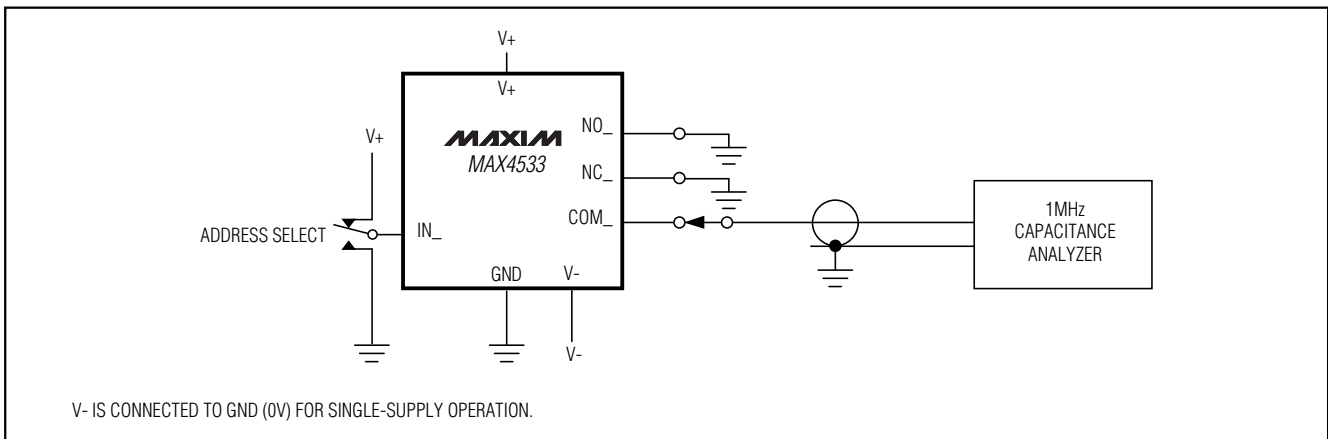 V+
V+
V+
NO_
MAXIM
MAX4533
NC_
1MHz
CAPACITANCE
ANALYZER
COM_
ADDRESS SELECT
IN_
GND
V-
V-
V- IS CONNECTED TO GND (0V) FOR SINGLE-SUPPLY OPERATION.